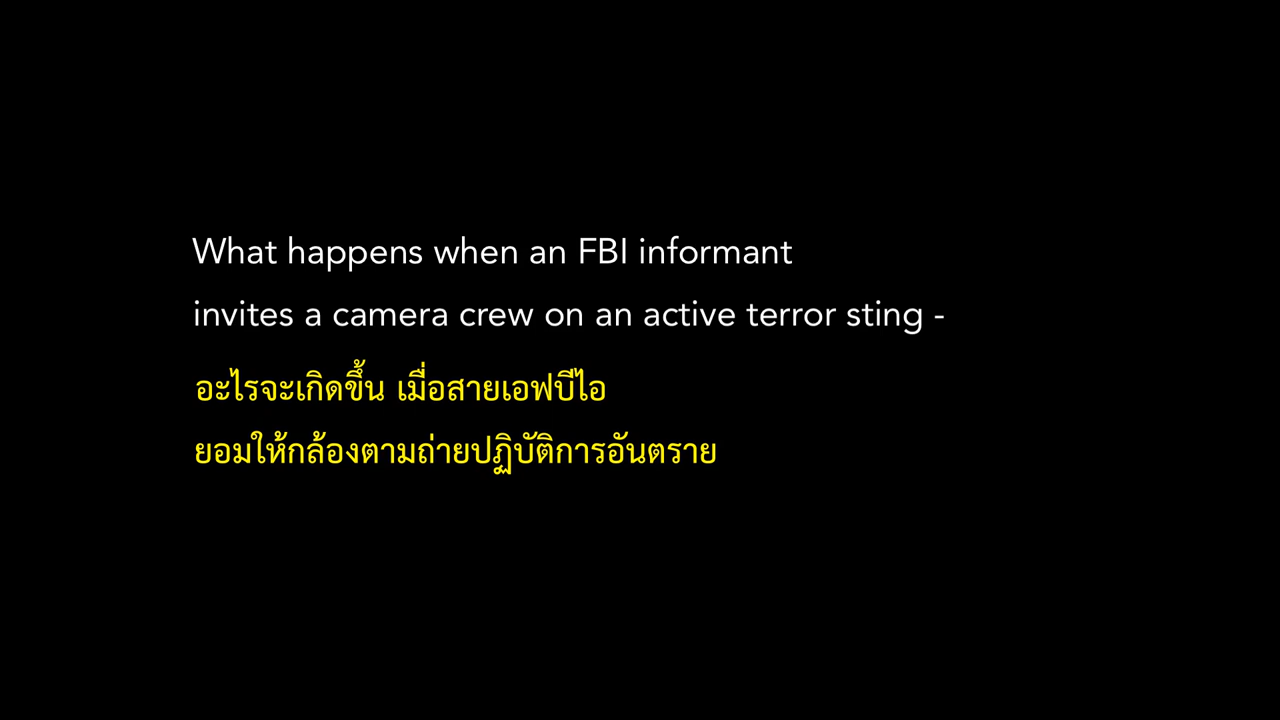 What happens when an FBI informant
invites a camera crew on an active terror sting -
อะไรจะเกิดขึ้น เมื่อสายเอฟบีไอ
ยอมให้กล้องตามถ่ายปฏิบัติการอันตราย